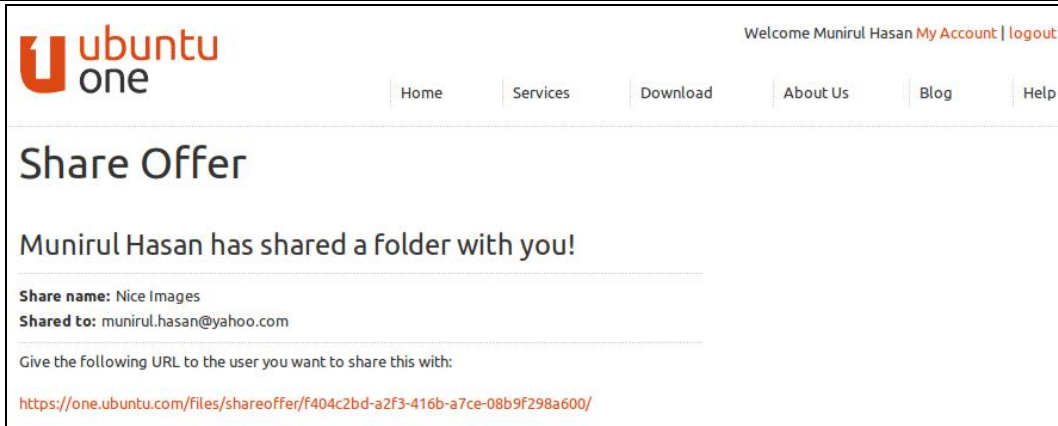 ubuntu
one
Welcome Munirul Hasan My Account | logout
Home Services Download About Us Blog Help
Share Offer
Munirul Hasan has shared a folder with you!
Share name: Nice Images
Shared to: munirul.hasan@yahoo.com
Give the following URL to the user you want to share this with:
https://one.ubuntu.com/files/shareoffer/f404c2bd-a2f3-416b-a7ce-08b9f298a600/